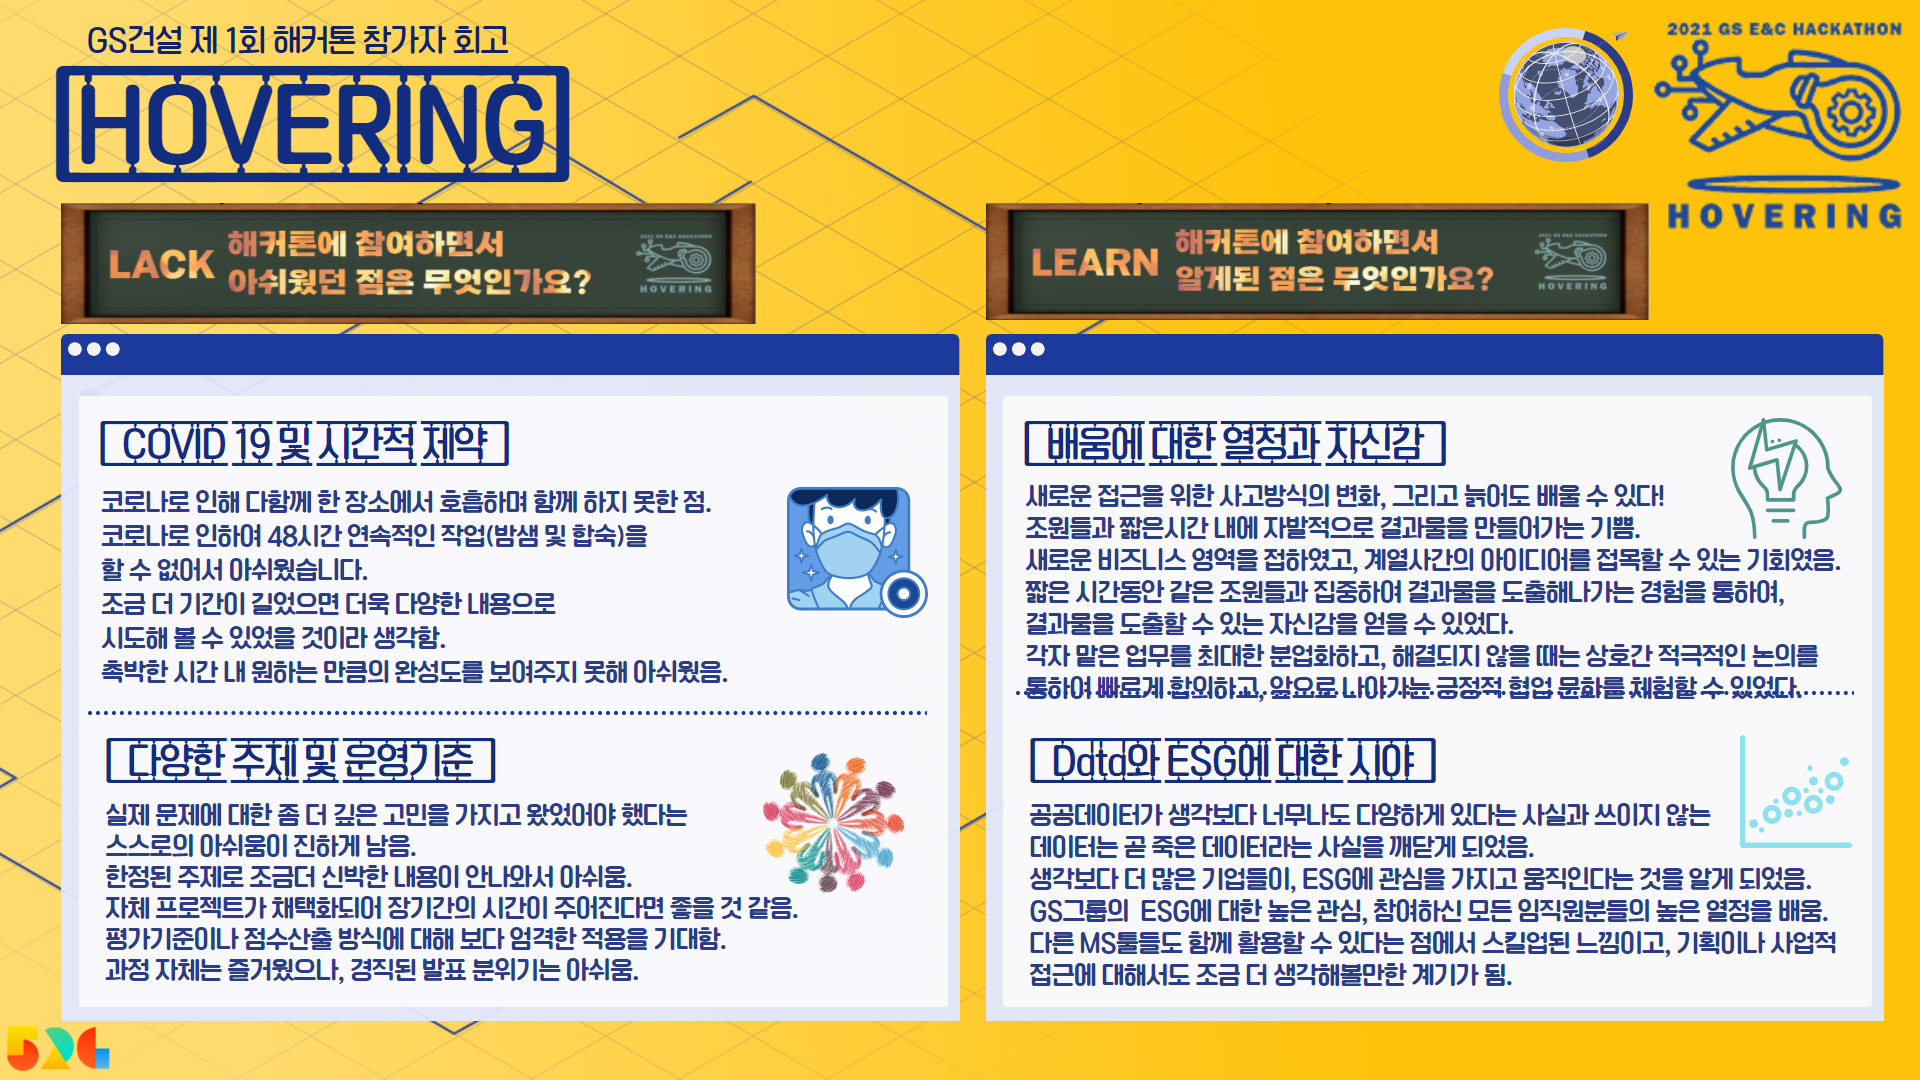 GS건설 제 1회 해커톤 참가자 회고
HOVERING
2021 GS E&C HACKATHON
HOVERING
LACK 해커톤에 참여하면서
아쉬웠던 점은 무엇인가요?
2021 GS E&C HACKATHON
HOVERING
LEARN 해커톤에 참여하면서
알게된 점은 무엇인가요?
2021 GS E&C HACKATHON
HOVERING
COVID 19 및 시간적 제약
코로나로 인해 다함께 한 장소에서 호흡하며 함께 하지 못한 점.
코로나로 인하여 48시간 연속적인 작업(밤샘 및 합숙)을
할 수 없어서 아쉬웠습니다.
조금 더 기간이 길었으면 더욱 다양한 내용으로
시도해 볼 수 있었을 것이라 생각함.
촉박한 시간 내 원하는 만큼의 완성도를 보여주지 못해 아쉬웠음.
다양한 주제 및 운영기준
실제 문제에 대한 좀 더 깊은 고민을 가지고 왔었어야 했다는
스스로의 아쉬움이 진하게 남음.
한정된 주제로 조금더 신박한 내용이 안나와서 아쉬움.
자체 프로젝트가 채택화되어 장기간의 시간이 주어진다면 좋을 것 같음.
평가기준이나 점수산출 방식에 대해 보다 엄격한 적용을 기대함.
과정 자체는 즐거웠으나, 경직된 발표 분위기는 아쉬움.
배움에 대한 열정과 자신감
새로운 접근을 위한 사고방식의 변화, 그리고 늙어도 배울 수 있다!
조원들과 짧은시간 내에 자발적으로 결과물을 만들어가는 기쁨.
새로운 비즈니스 영역을 접하였고, 계열사간의 아이디어를 접목할 수 있는 기회였음.
짧은 시간동안 같은 조원들과 집중하여 결과물을 도출해나가는 경험을 통하여,
결과물을 도출할 수 있는 자신감을 얻을 수 있었다.
각자 맡은 업무를 최대한 분업화하고, 해결되지 않을 때는 상호간 적극적인 논의를
통하여 빠르게 합의하고, 앞으로 나아가는 긍정적 협업 문화를 체험할 수 있었다.
Data와 ESG에 대한 시야
공공데이터가 생각보다 너무나도 다양하게 있다는 사실과 쓰이지 않는
데이터는 곧 죽은 데이터라는 사실을 깨닫게 되었음.
생각보다 더 많은 기업들이, ESG에 관심을 가지고 움직인다는 것을 알게 되었음.
GS그룹의 ESG에 대한 높은 관심, 참여하신 모든 임직원분들의 높은 열정을 배움.
다른 MS툴들도 함께 활용할 수 있다는 점에서 스킬업된 느낌이고, 기획이나 사업적
접근에 대해서도 조금 더 생각해볼만한 계기가 됨.
52G